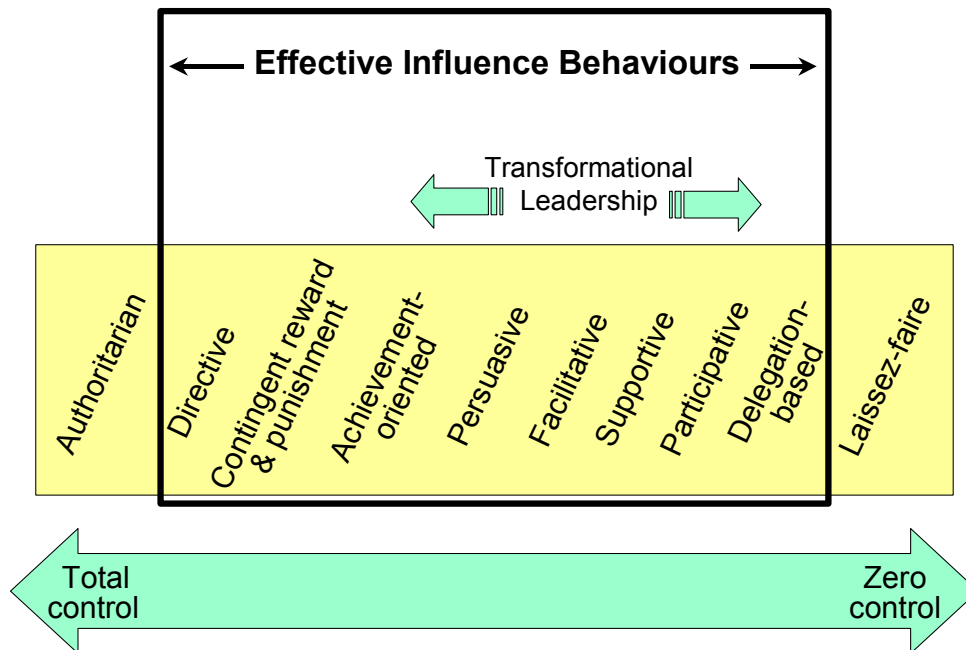 Effective Influence Behaviours
Transformational
Leadership
Authoritarian
Directive
Contingent reward
& punishment
Achievement-
oriented
Persuasive
Facilitative
Supportive
Participative
Delegation-
based
Laissez-faire
Total
control
Zero
control